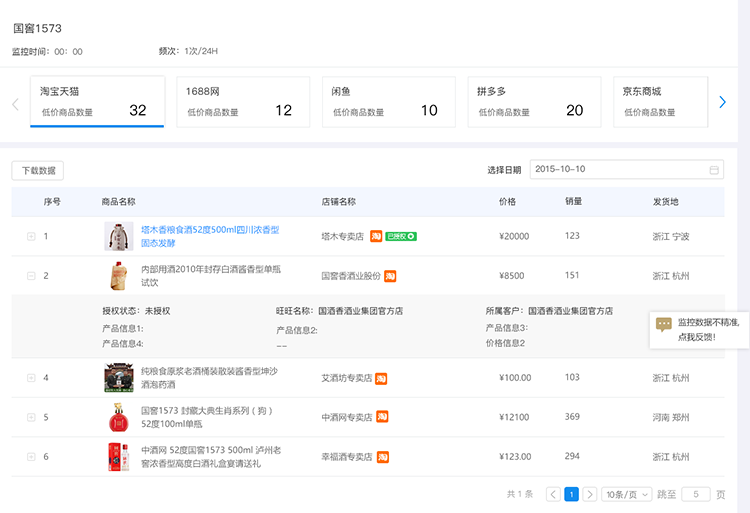 国窖1573
监控时间：00：00 频次：1次/24H
淘宝天猫
低价商品数量 32
1688网
低价商品数量 12
闲鱼
低价商品数量 10
拼多多
低价商品数量 20
京东商城
低价商品数量
下载数据 选择日期 2015-10-10
序号 商品名称 店铺名称 价格 销量 发货地
1 塔木香粮食酒52度500ml四川浓香型
固态发酵 塔木专卖店 淘 已授权 ¥20000 123 浙江 宁波
2 内部用酒2010年封存白酒酱香型单瓶
试饮 国窖香酒业股份 淘 ¥8500 151 浙江 杭州
授权状态：未授权 旺旺名称：国酒香酒业集团官方店 所属客户：国酒香酒业集团官方店
产品信息1: 产品信息2: 产品信息3:
产品信息4: __ 价格信息2
监控数据不精准,
点我反馈!
4 纯粮食原浆老酒桶装散装酱香型坤沙
酒泡药酒 艾酒坊专卖店 淘 ¥100.00 103 浙江 杭州
5 国窖1573 封藏大典生肖系列（狗）
52度100ml单瓶 中酒网专卖店 淘 ¥12100 369 河南 郑州
6 中酒网 52度国窖1573 500ml 泸州老
窖浓香型高度白酒礼盒宴请送礼 幸福酒专卖店 淘 ¥123.00 294 浙江 杭州
共 1 条 1 10条/页 跳至 5 页